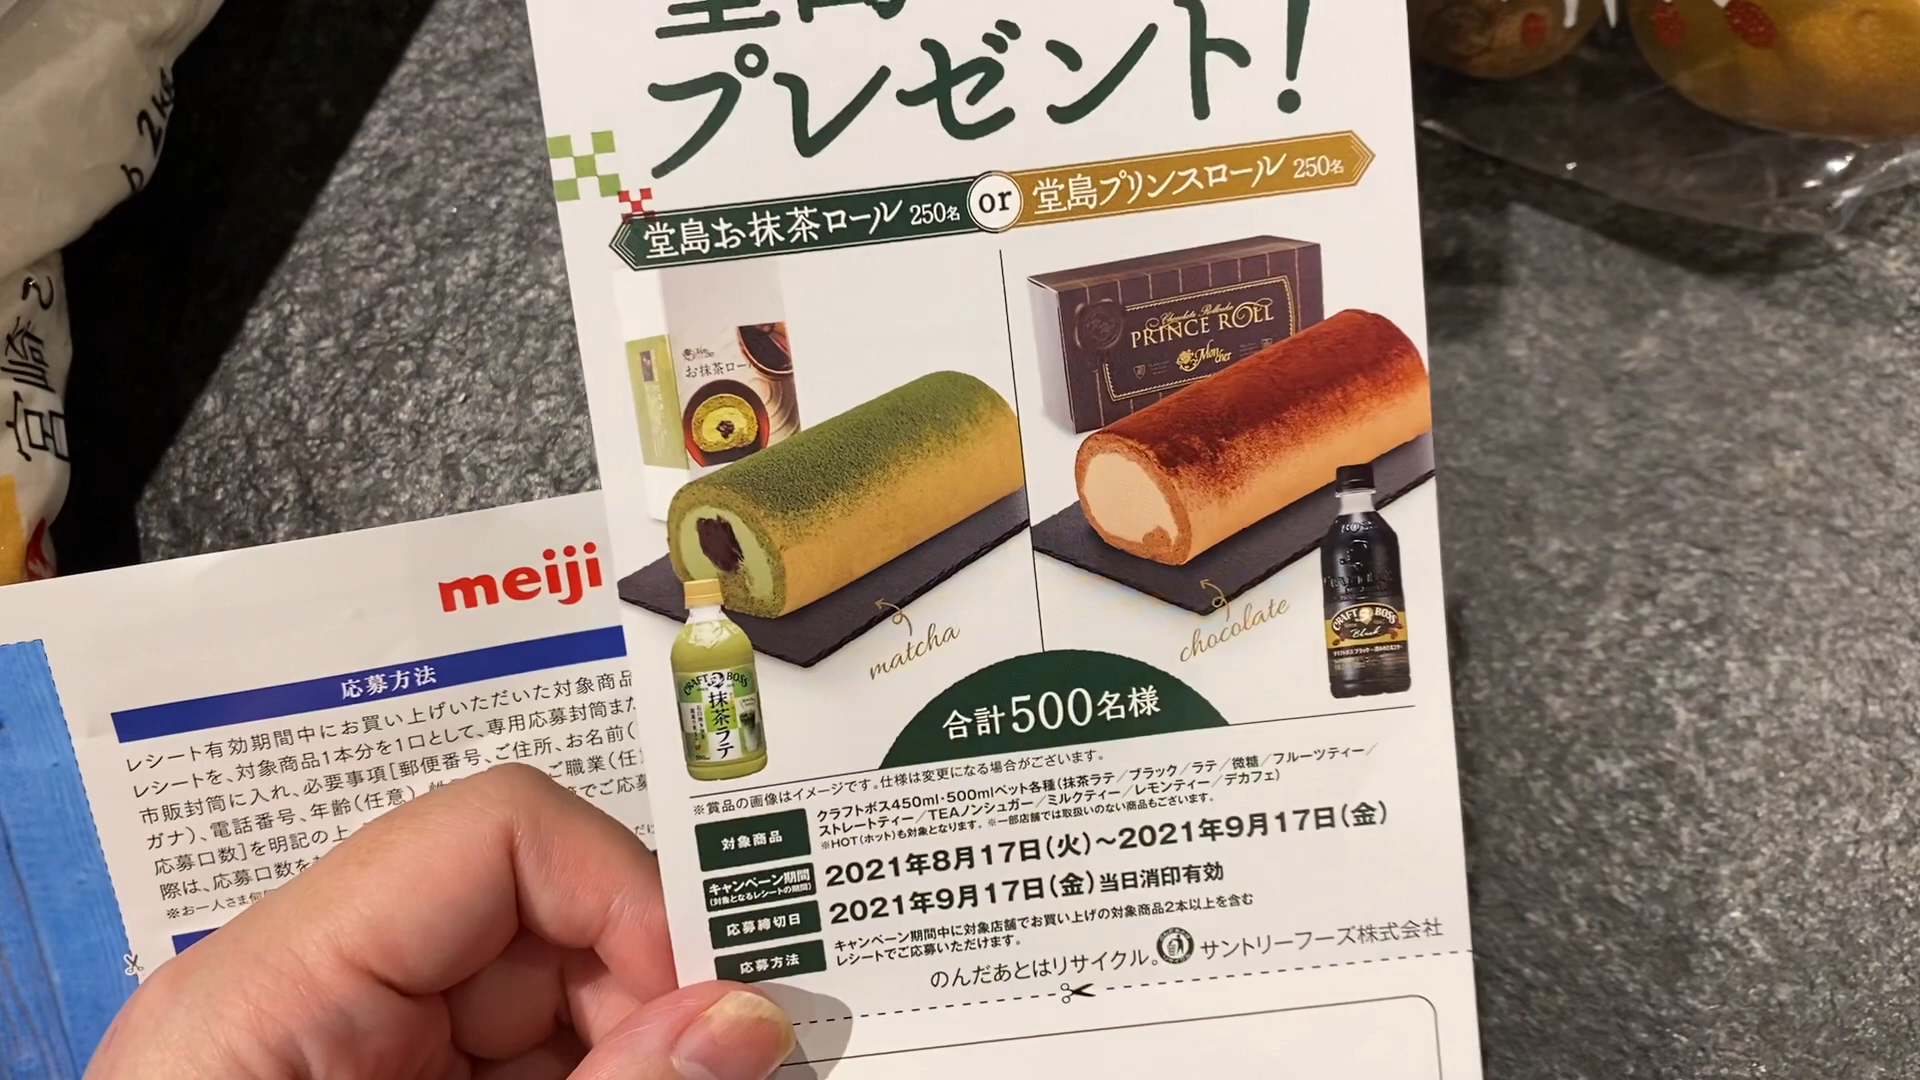 プレゼント!
堂島お抹茶ロール 250名 or 堂島プリンスロール 250名
お抹茶ロー
PRINCE ROLL
Mon cher
matcha
chocolate
CRAFT BOSS
抹茶ラテ
CRAFT BOSS
Black
合計500名様
※賞品の画像はイメージです。仕様は変更になる場合がございます。
対象商品
クラフトボス450ml・500mlペット各種(抹茶ラテ/ブラック/ラテ/微糖/フルーツティー/
ストレートティー/TEAノンシュガー/ミルクティー/レモンティー/デカフェ)
※HOT(ホット)も対象となります。※一部店舗では取扱いのない商品もございます。
キャンペーン期間
(対象となるレシートの期間)
2021年8月17日(火)〜2021年9月17日(金)
応募締切日
2021年9月17日(金)当日消印有効
応募方法
キャンペーン期間中に対象店舗でお買い上げの対象商品2本以上を含む
レシートでご応募いただけます。
のんだあとはリサイクル。 サントリーフーズ株式会社
meiji
応募方法
レシート有効期間中にお買い上げいただいた対象商品
レシートを、対象商品1本分を1口として、専用応募封筒また
市販封筒に入れ、必要事項[郵便番号、ご住所、お名前(
ガナ)、電話番号、年齢(任意)
ご職業(任
応募口数]を明記の上
でご応募
際は、応募口数を
※お一人さま何
宮崎
2kg